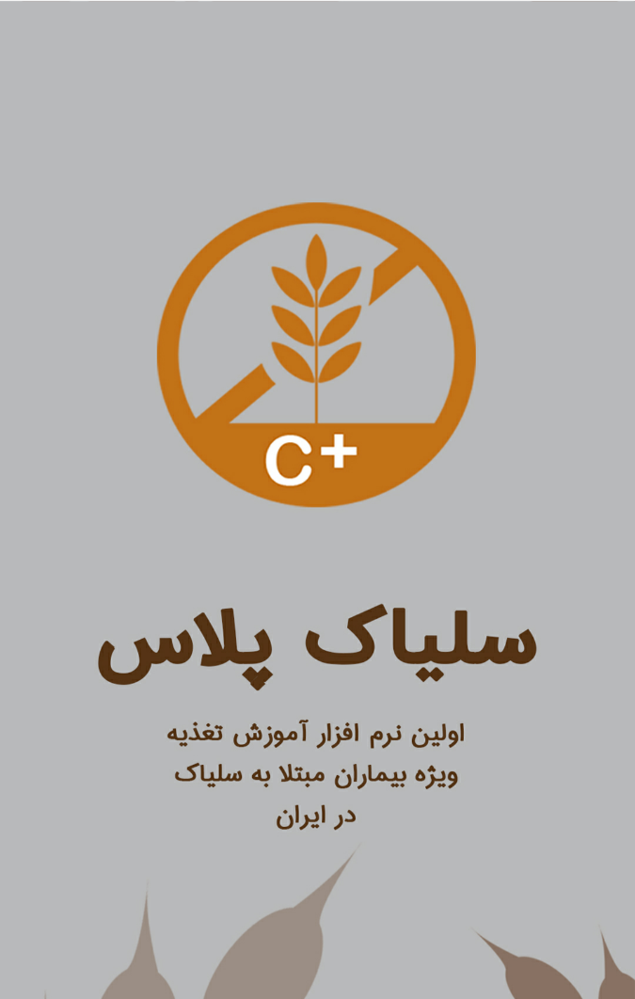 C+
سلیاک پلاس
اولین نرم افزار آموزش تغذیه
ویژه بیماران مبتلا به سلیاک
در ایران